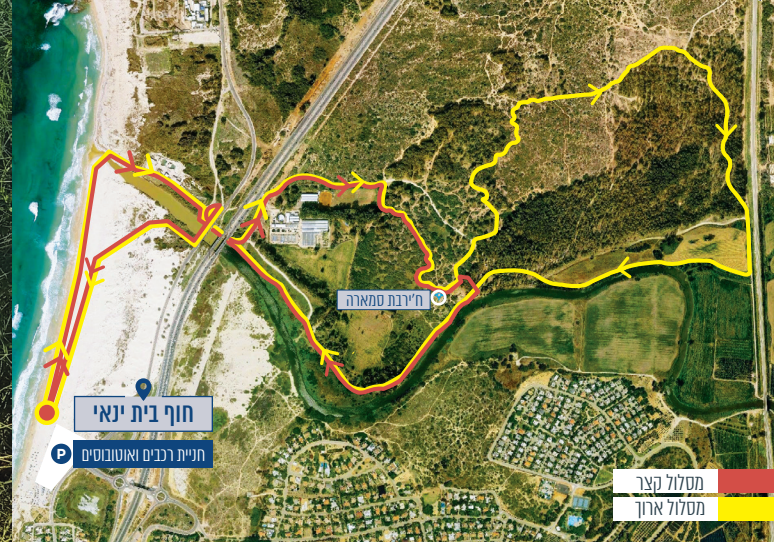 ח'ירבת סמארה
חוף בית ינאי
P חניית רכבים ואוטובוסים
מסלול קצר
מסלול ארוך